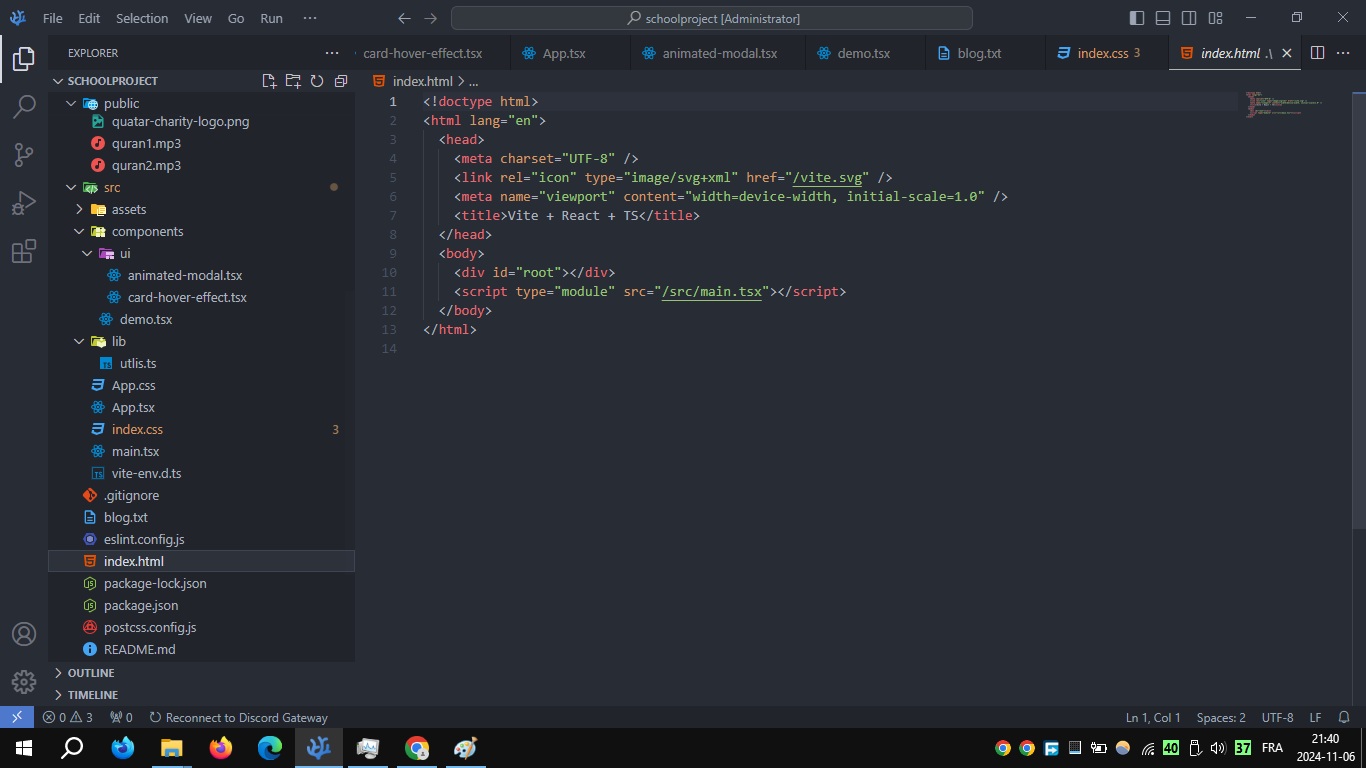 File Edit Selection View Go Run ···
schoolproject [Administrator]
EXPLORER ···
card-hover-effect.tsx
App.tsx
animated-modal.tsx
demo.tsx
blog.txt
index.css 3
index.html .\
SCHOOLPROJECT
public
quatar-charity-logo.png
quran1.mp3
quran2.mp3
src
assets
components
ui
animated-modal.tsx
card-hover-effect.tsx
demo.tsx
lib
utlis.ts
App.css
App.tsx
index.css 3
main.tsx
vite-env.d.ts
.gitignore
blog.txt
eslint.config.js
index.html
package-lock.json
package.json
postcss.config.js
README.md
OUTLINE
TIMELINE
index.html > ...
1 <!doctype html>
2 <html lang="en">
3 <head>
4 <meta charset="UTF-8" />
5 <link rel="icon" type="image/svg+xml" href="/vite.svg" />
6 <meta name="viewport" content="width=device-width, initial-scale=1.0" />
7 <title>Vite + React + TS</title>
8 </head>
9 <body>
10 <div id="root"></div>
11 <script type="module" src="/src/main.tsx"></script>
12 </body>
13 </html>
14
0 3 0 Reconnect to Discord Gateway
Ln 1, Col 1 Spaces: 2 UTF-8 LF
40 37 FRA
21:40
2024-11-06